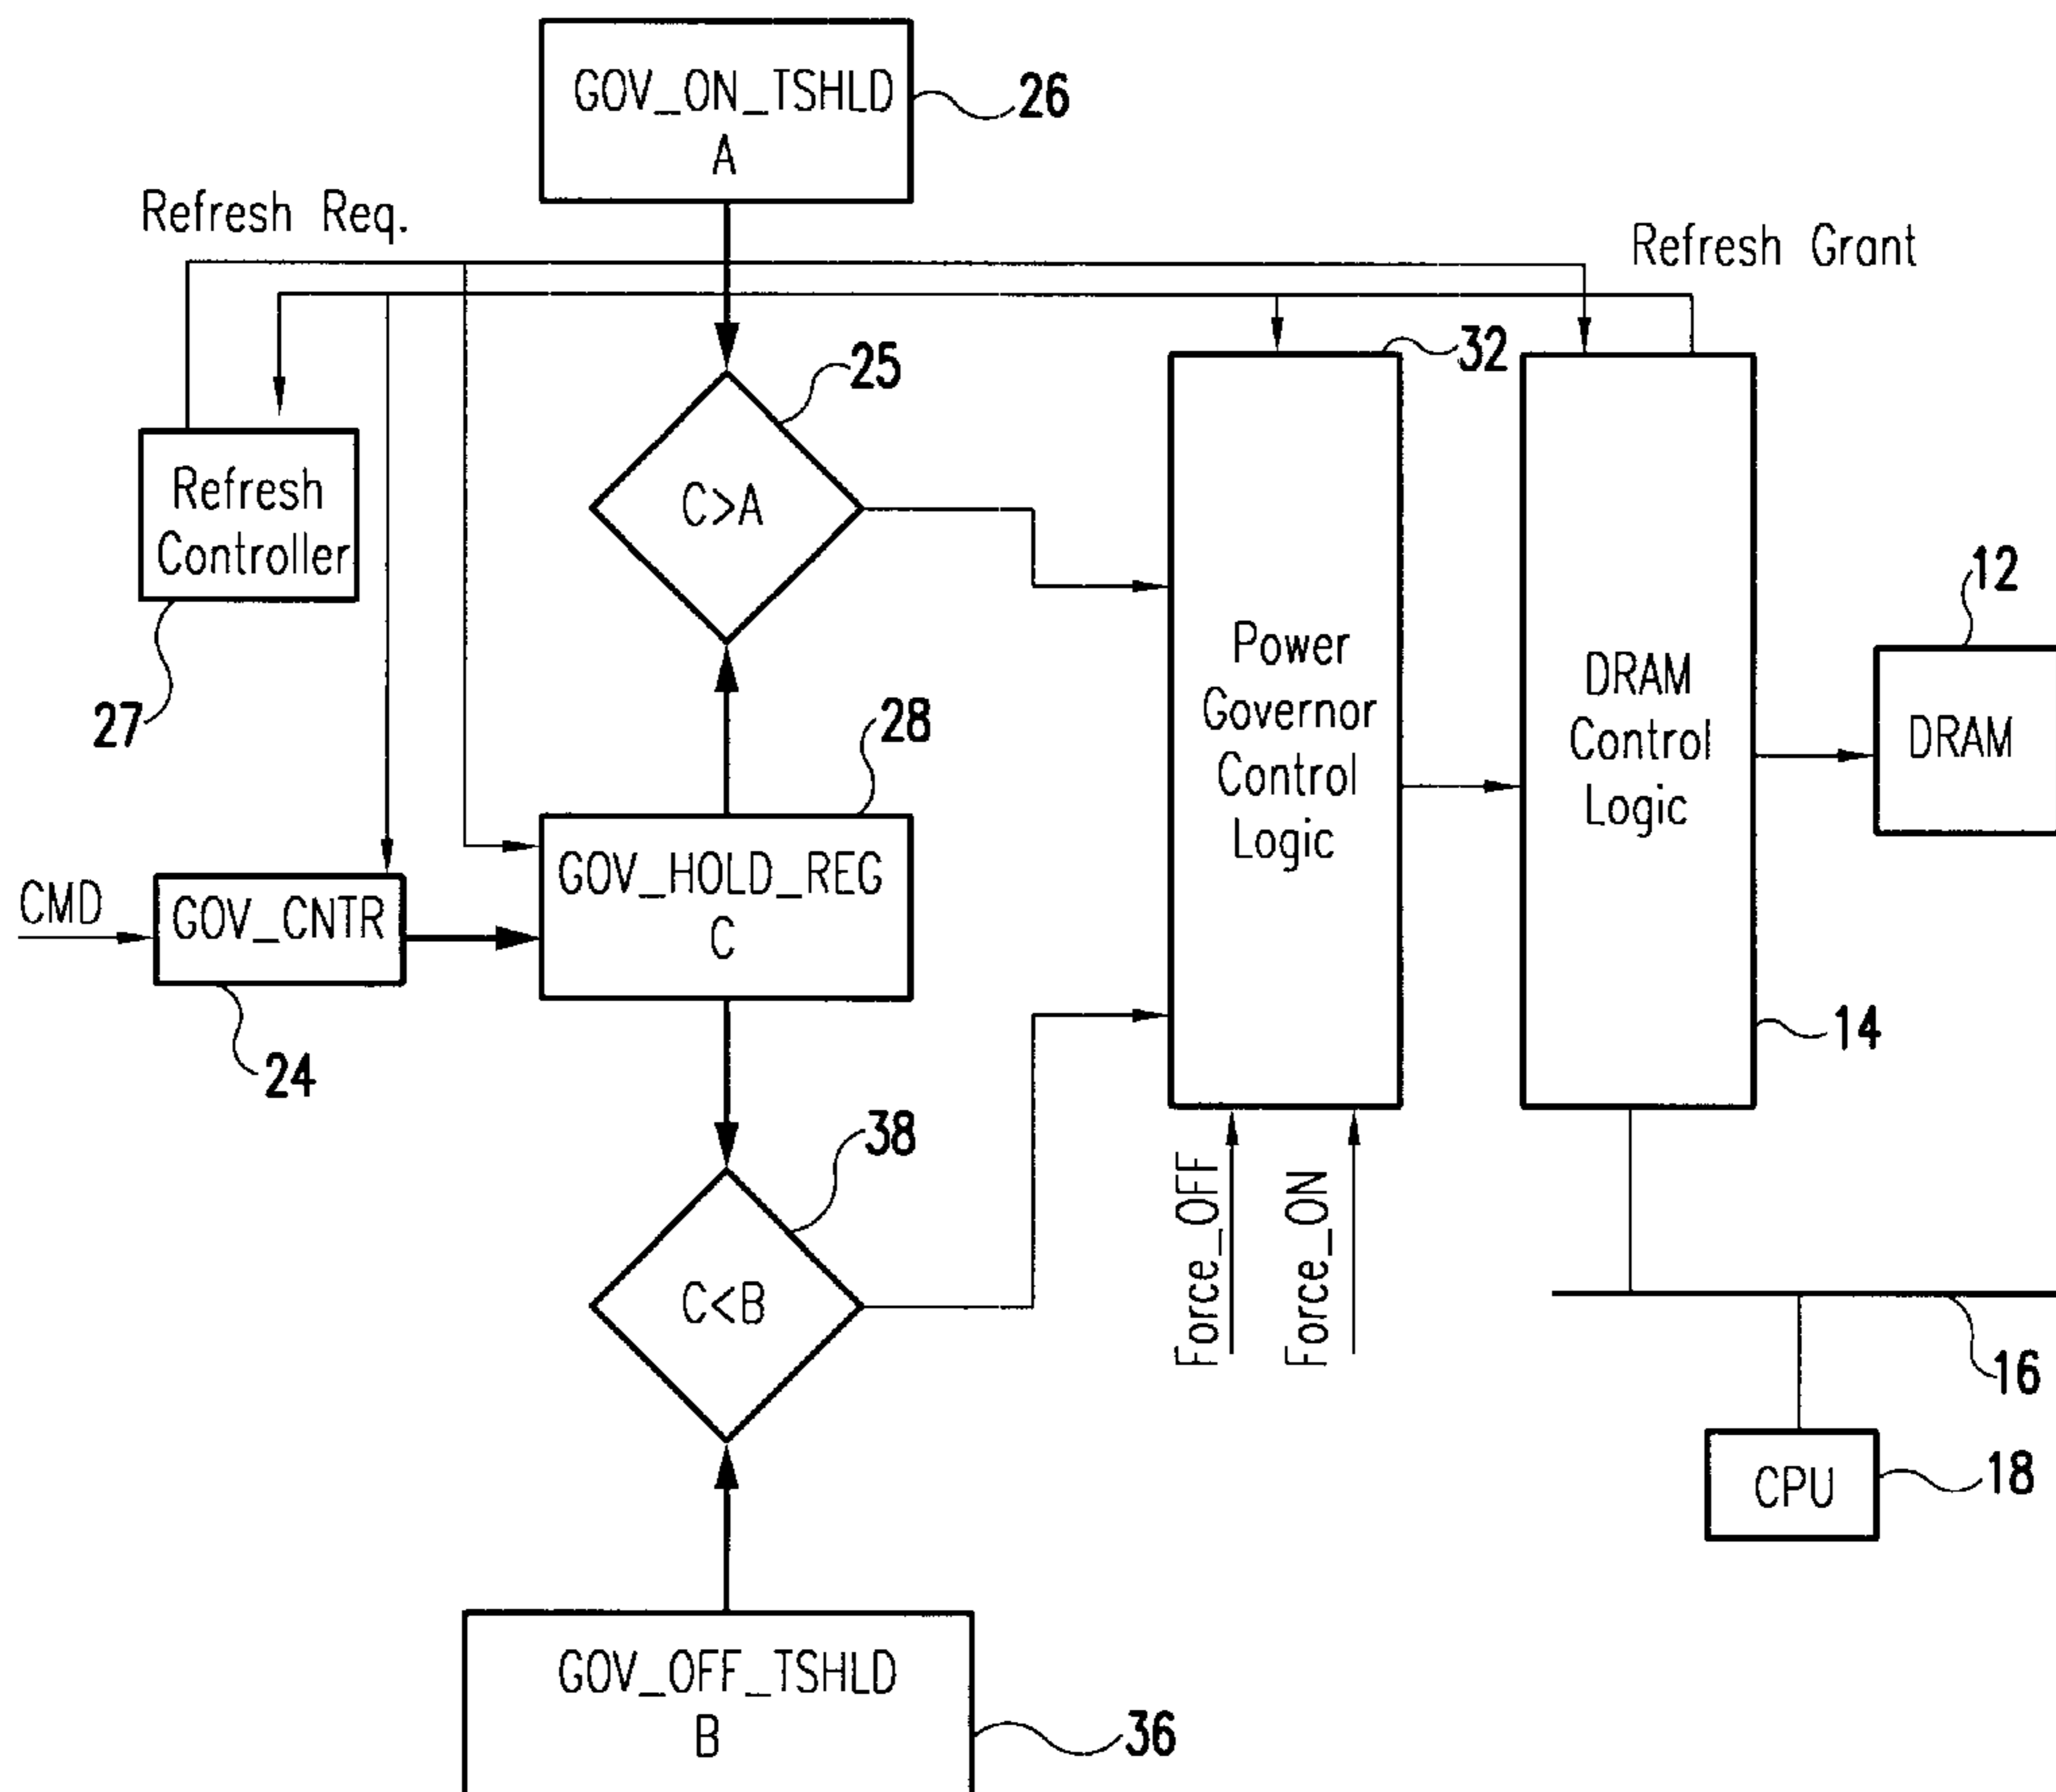 GOV_ON_TSHLD
A
26
Refresh Req.
Refresh Grant
25
32
C>A
Refresh
Controller
27
12
DRAM
Power
Governor
Control
Logic
DRAM
Control
Logic
28
GOV_HOLD_REG
C
CMD
GOV_CNTR
24
14
38
C<B
Force_OFF
Force_ON
16
CPU
18
GOV_OFF_TSHLD
B
36